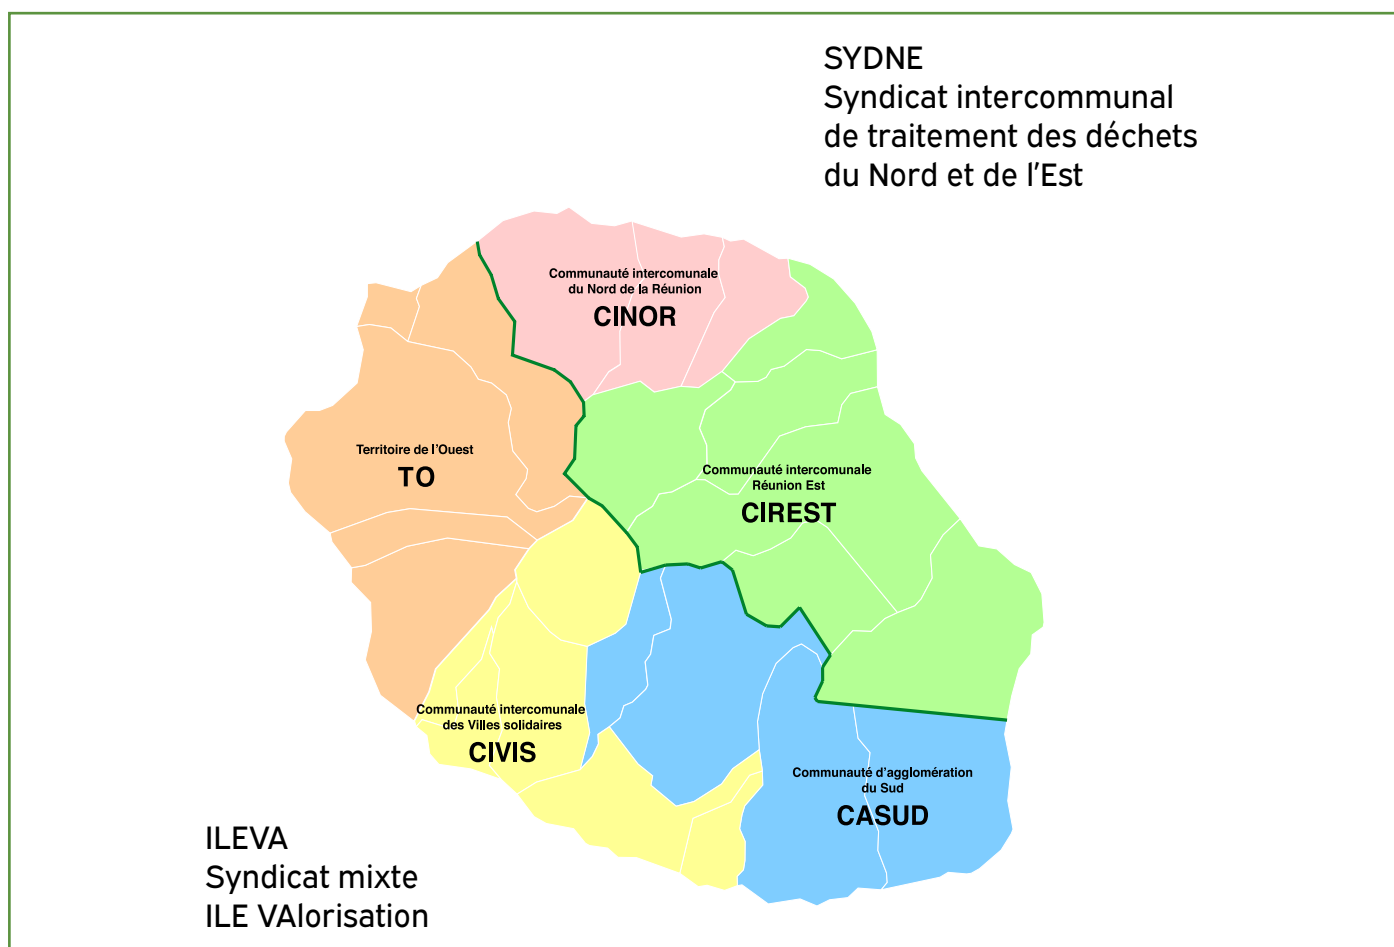 SYDNE
Syndicat intercommunal
de traitement des déchets
du Nord et de l'Est
Communauté intercomunale
du Nord de la Réunion
CINOR
Territoire de l'Ouest
TO
Communauté intercomunale
Réunion Est
CIREST
Communauté intercomunale
des Villes solidaires
CIVIS
Communauté d'agglomération
du Sud
CASUD
ILEVA
Syndicat mixte
ILE VAlorisation